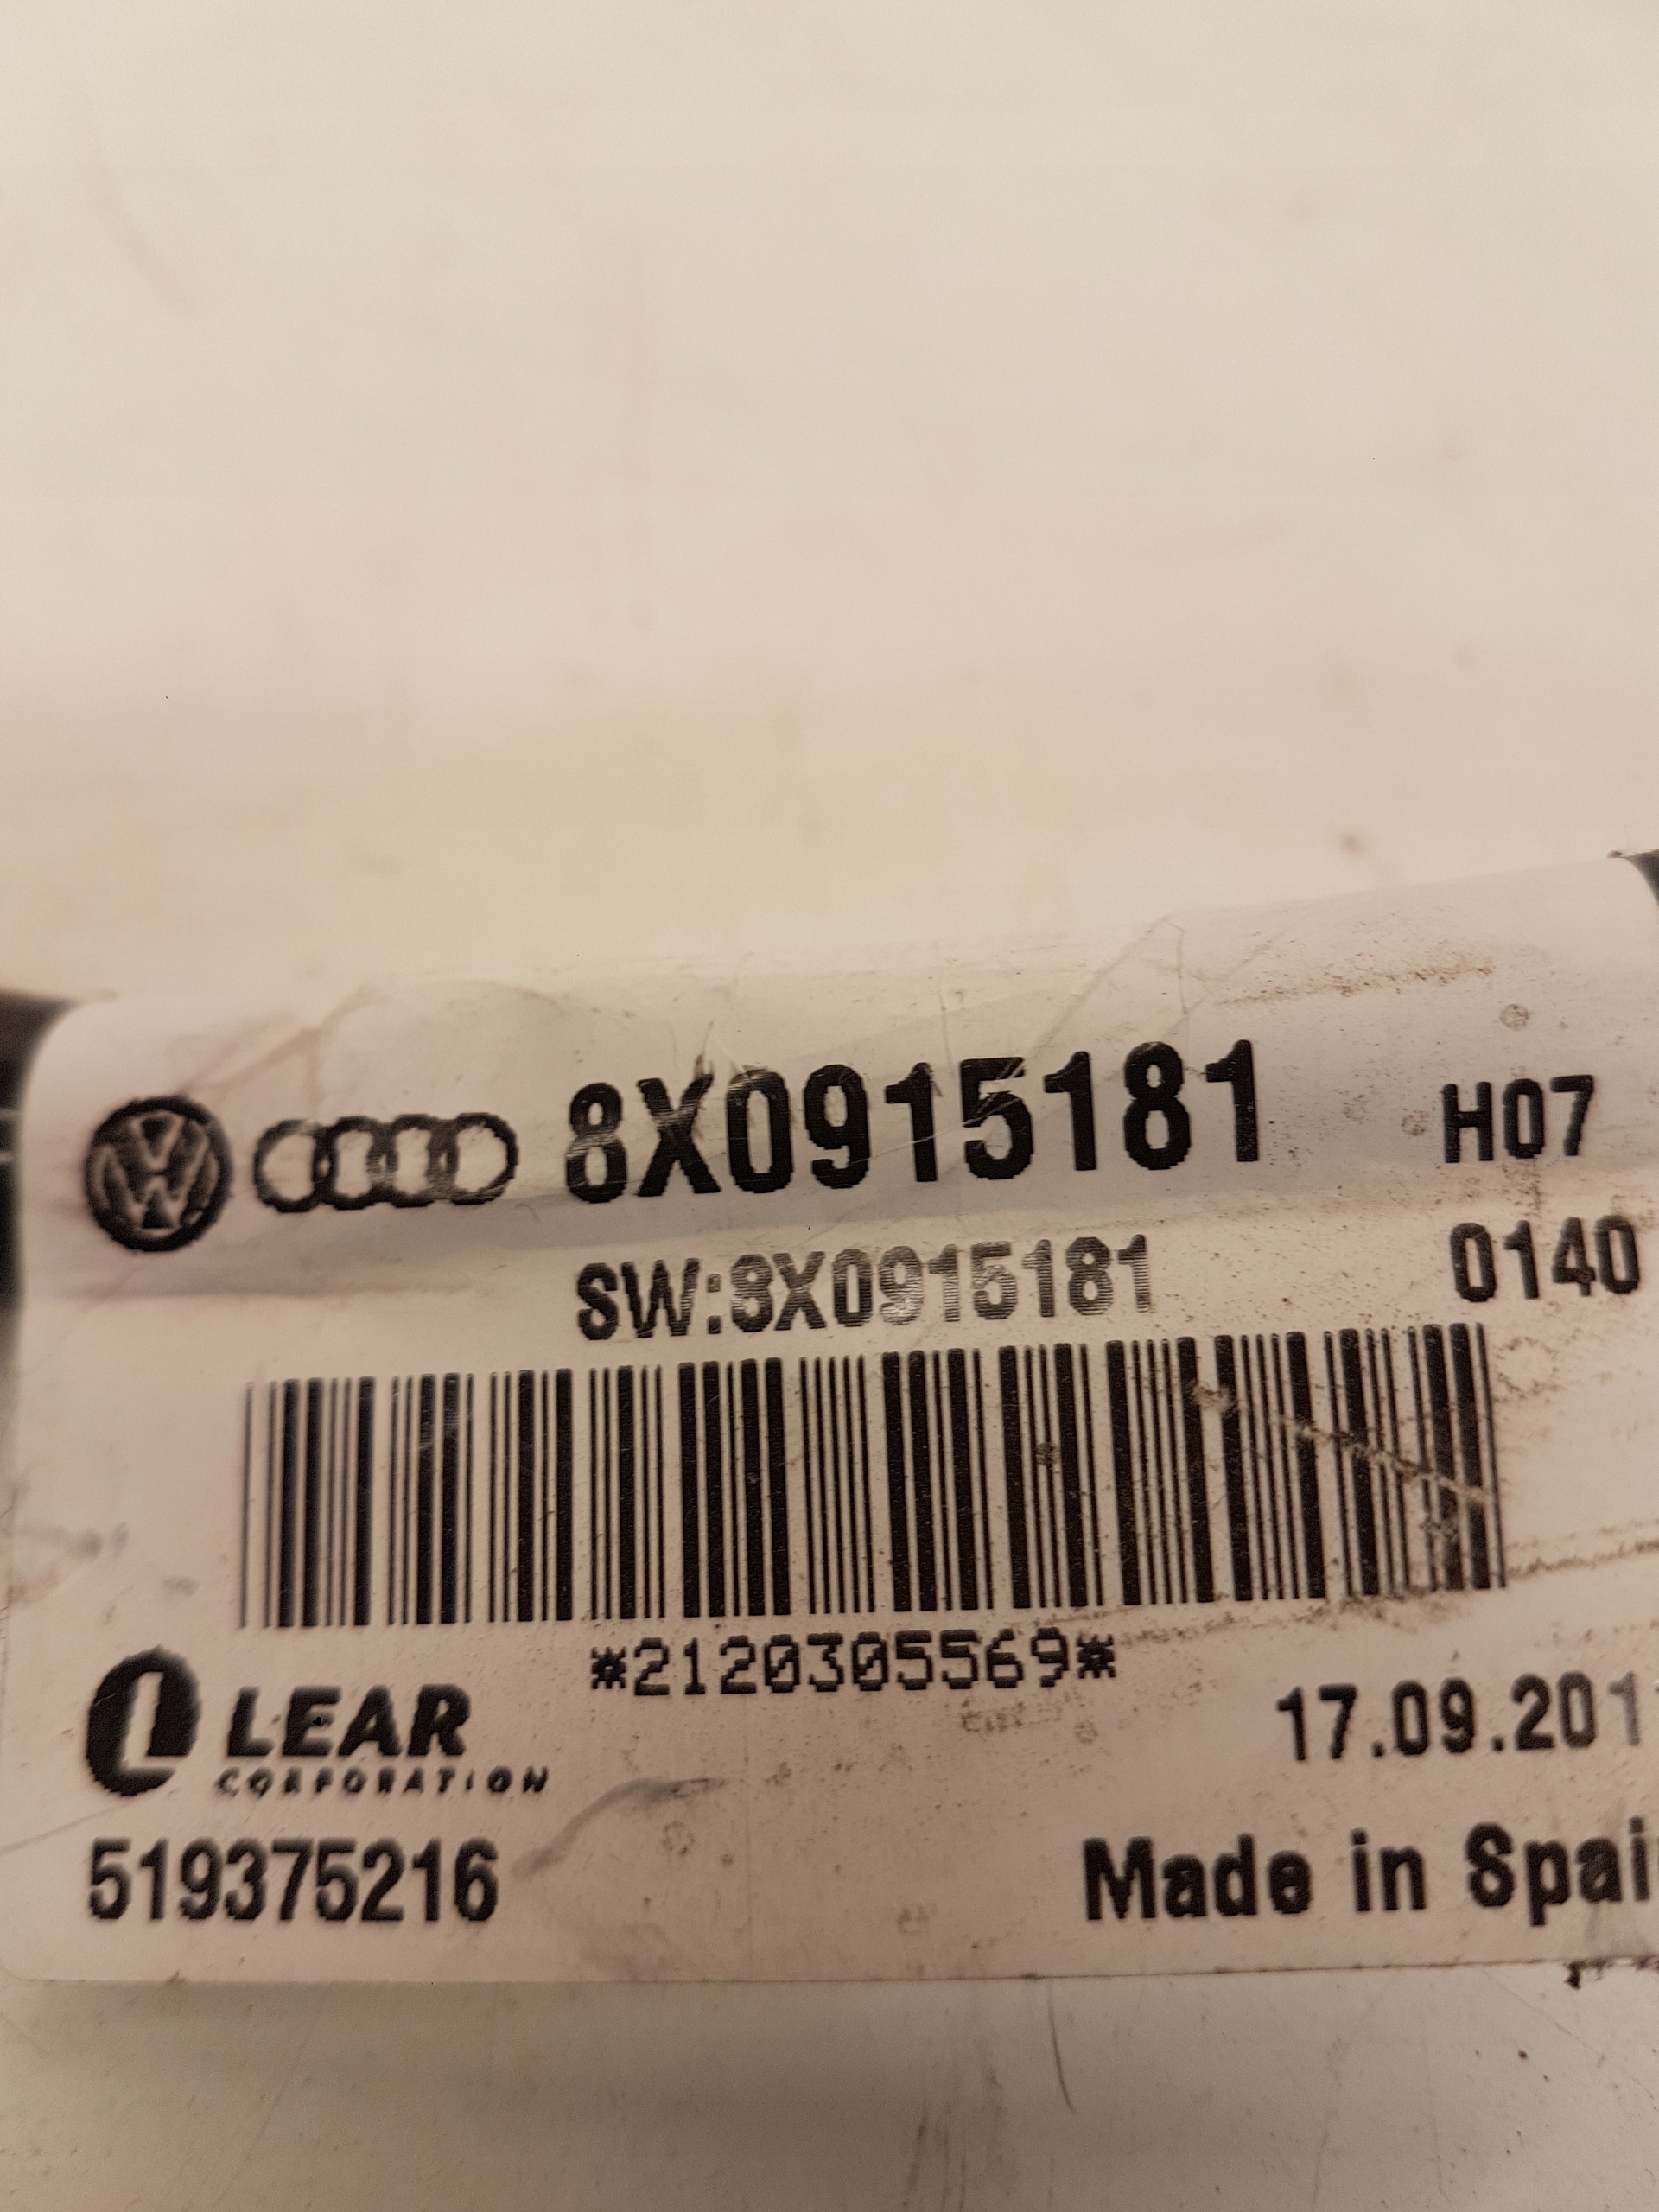 8X0915181 H07
SW:8X0915181 0140
*2120305569*
LEAR
CORPORATION
17.09.201
519375216
Made in Spai